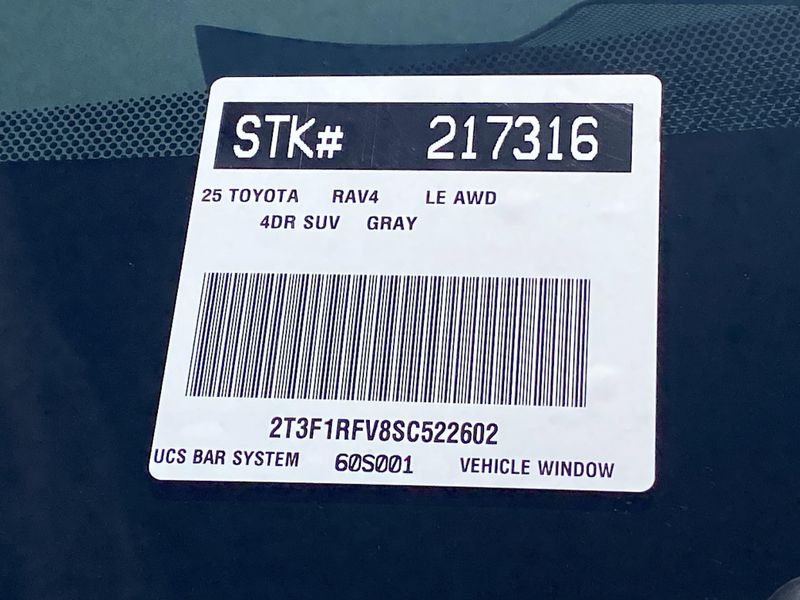 STK# 217316
25 TOYOTA RAV4 LE AWD
4DR SUV GRAY
2T3F1RFV8SC522602
UCS BAR SYSTEM 60S001 VEHICLE WINDOW